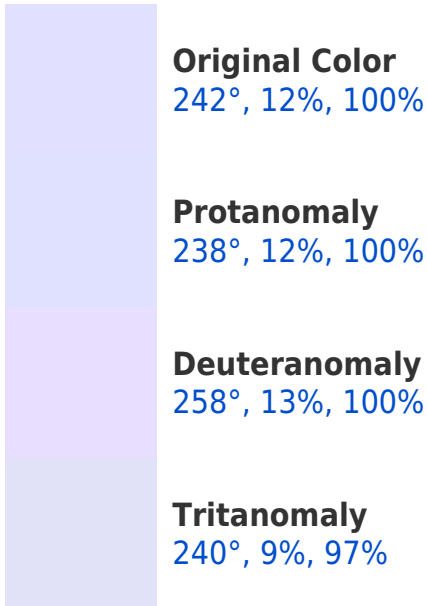 Original Color
242°, 12%, 100%
Protanomaly
238°, 12%, 100%
Deuteranomaly
258°, 13%, 100%
Tritanomaly
240°, 9%, 97%